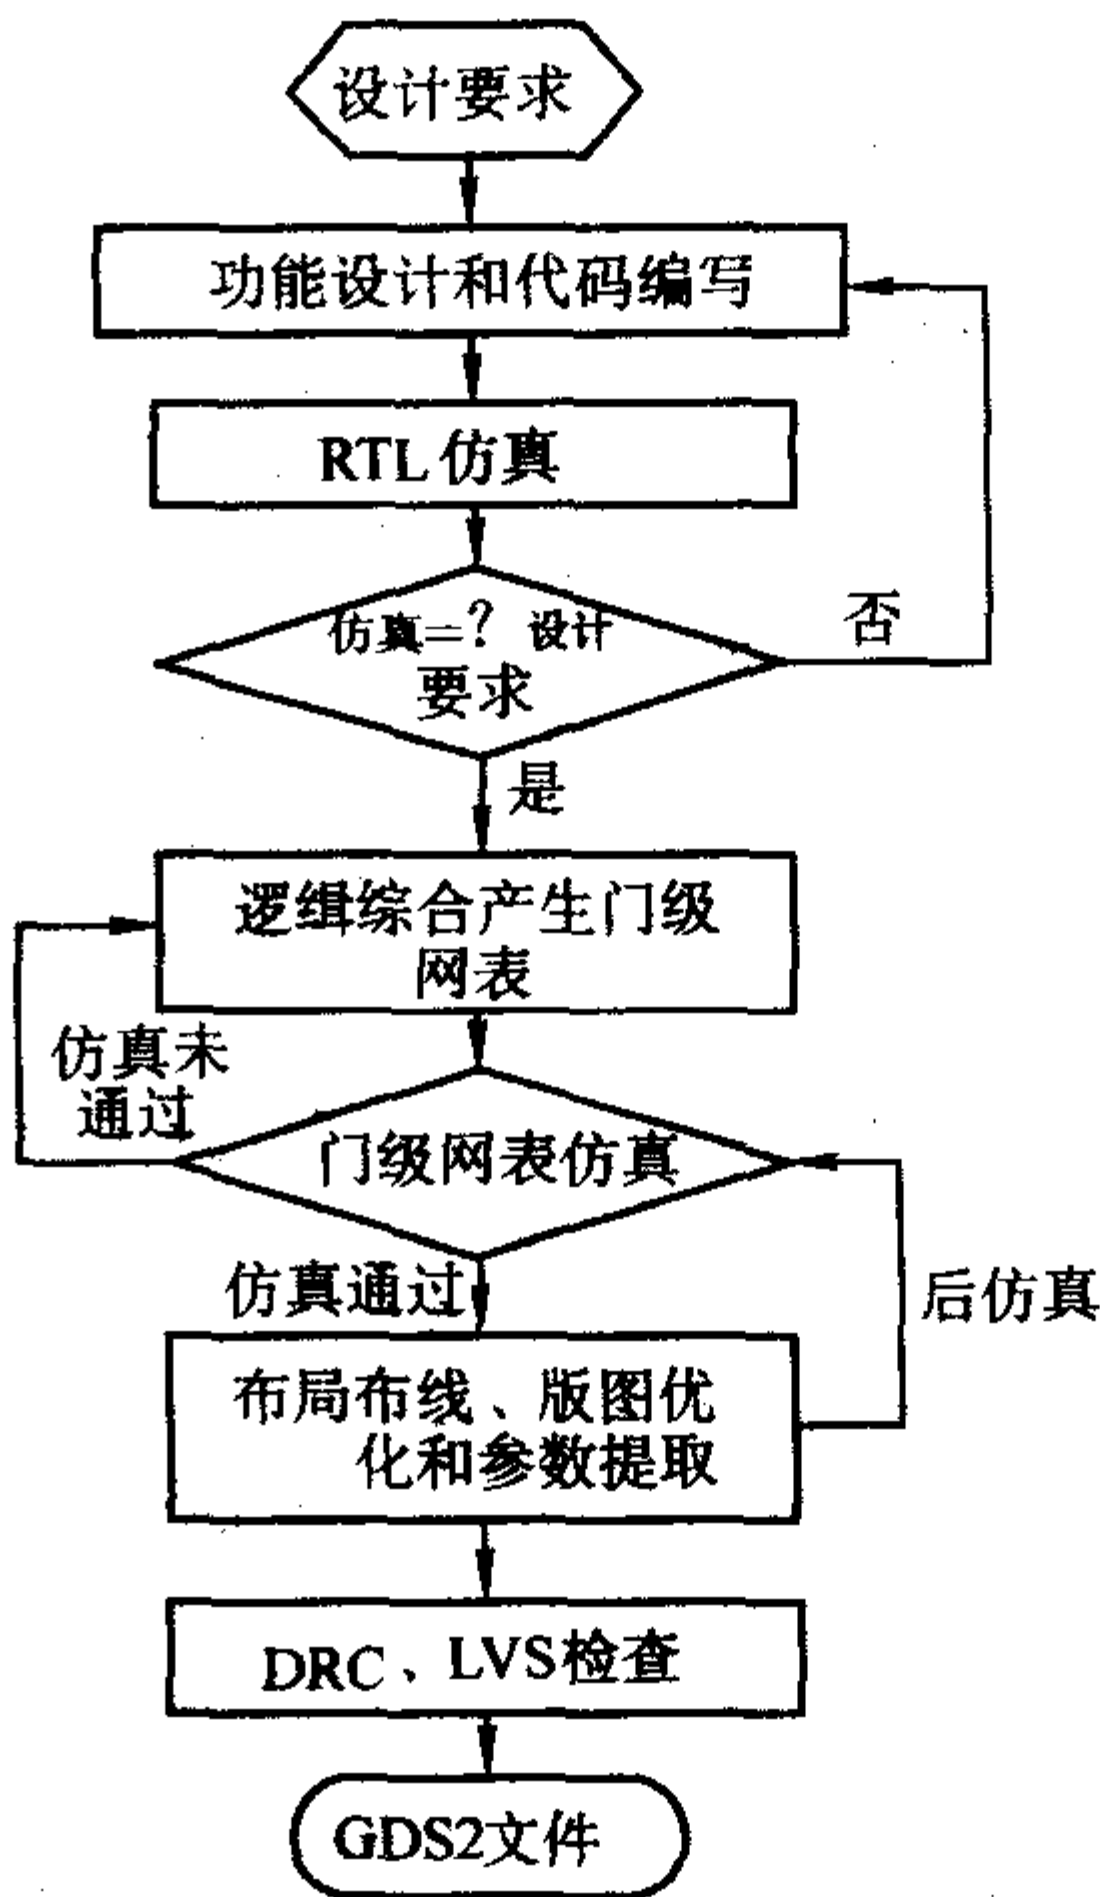 设计要求
功能设计和代码编写
RTL仿真
仿真=？设计
要求
否
是
逻缉综合产生门级
网表
仿真未
通过
门级网表仿真
仿真通过
后仿真
布局布线、版图优
化和参数提取
DRC、LVS检查
GDS2文件